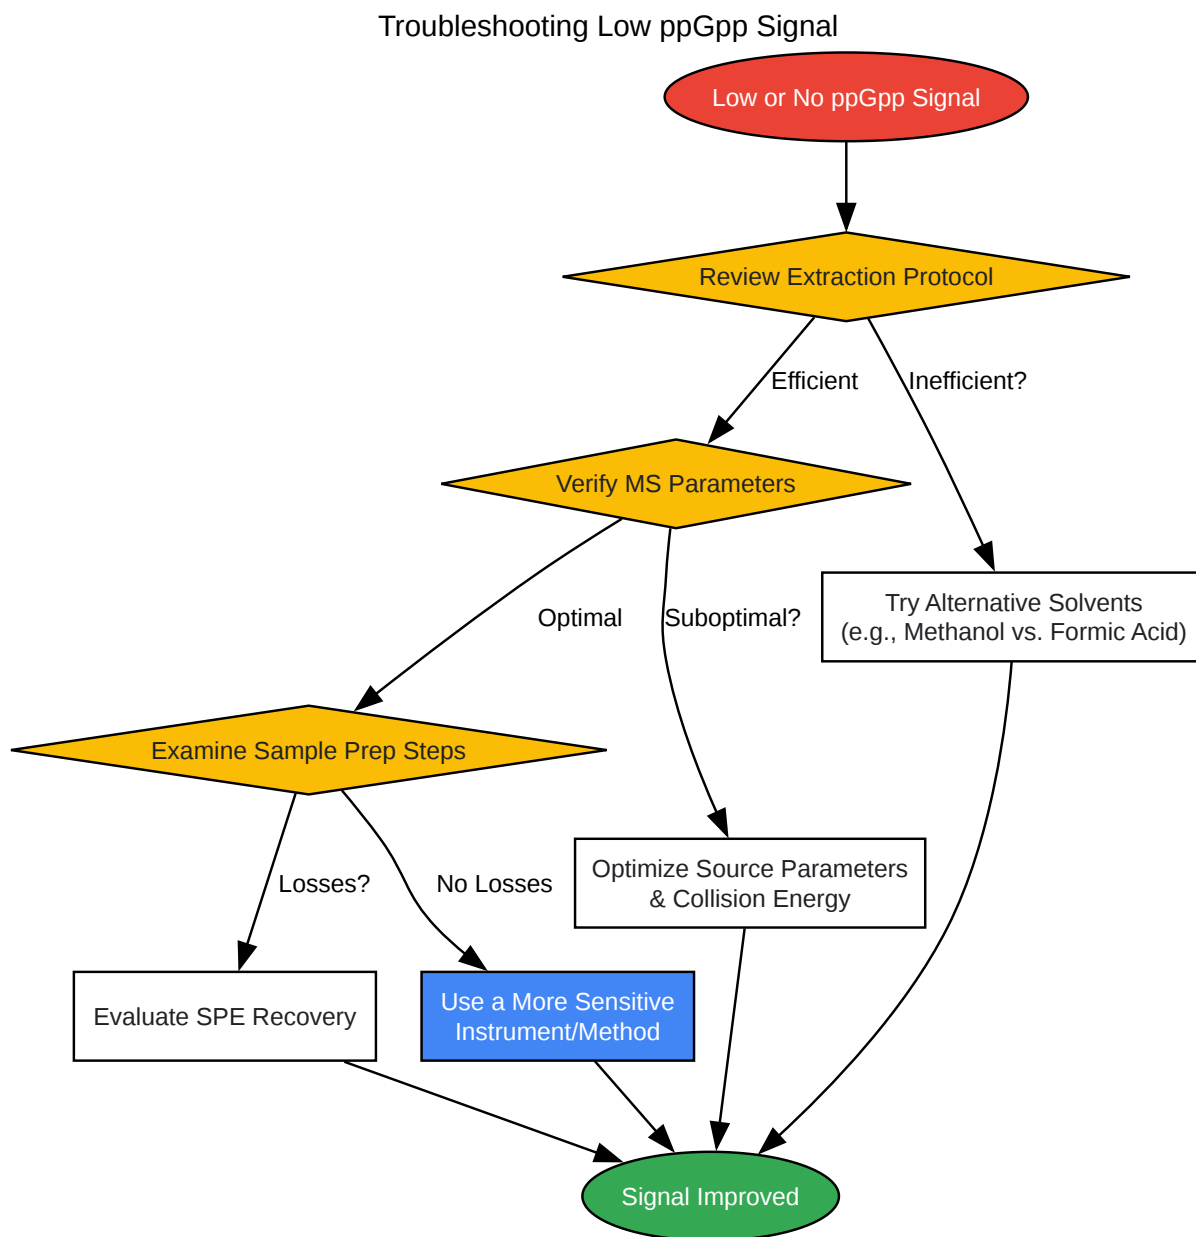 Troubleshooting Low ppGpp Signal
Low or No ppGpp Signal
Review Extraction Protocol
Efficient
Inefficient?
Verify MS Parameters
Optimal
Suboptimal?
Try Alternative Solvents
(e.g., Methanol vs. Formic Acid)
Examine Sample Prep Steps
Losses?
No Losses
Optimize Source Parameters
& Collision Energy
Evaluate SPE Recovery
Use a More Sensitive
Instrument/Method
Signal Improved